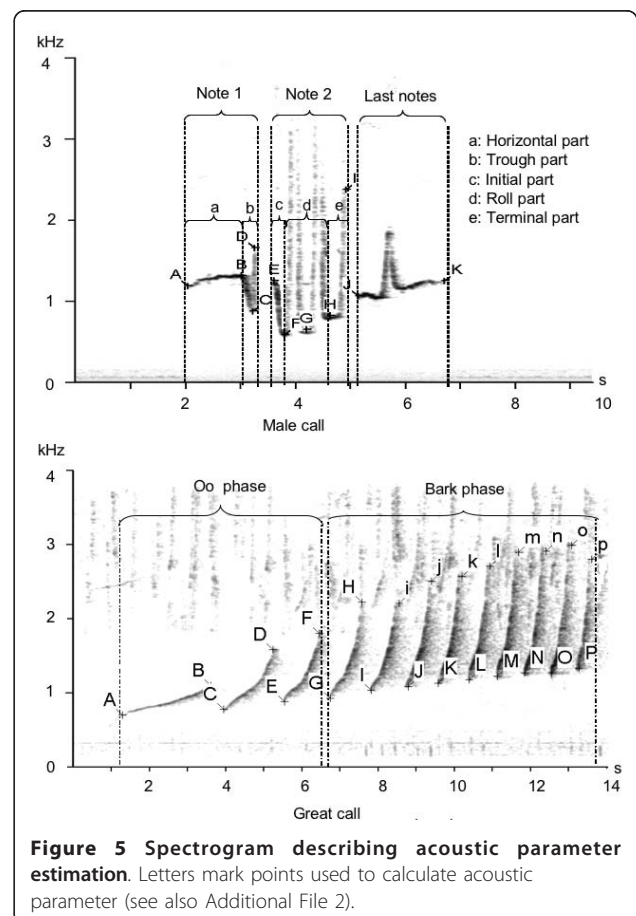 kHz
4
Note 1 Note 2 Last notes
3
a: Horizontal part
b: Trough part
c: Initial part
d: Roll part
e: Terminal part
I
a b c d e
2
D
A B E J K
C
1
F G H
0
2 4 6 8 10 s
Male call
kHz
4
Oo phase Bark phase
3
H i j k l m n o p
2
D F
B
A C E G I J K L M N O P
1
0
2 4 6 8 10 12 14 s
Great call
Figure 5 Spectrogram describing acoustic parameter
estimation. Letters mark points used to calculate acoustic
parameter (see also Additional File 2).